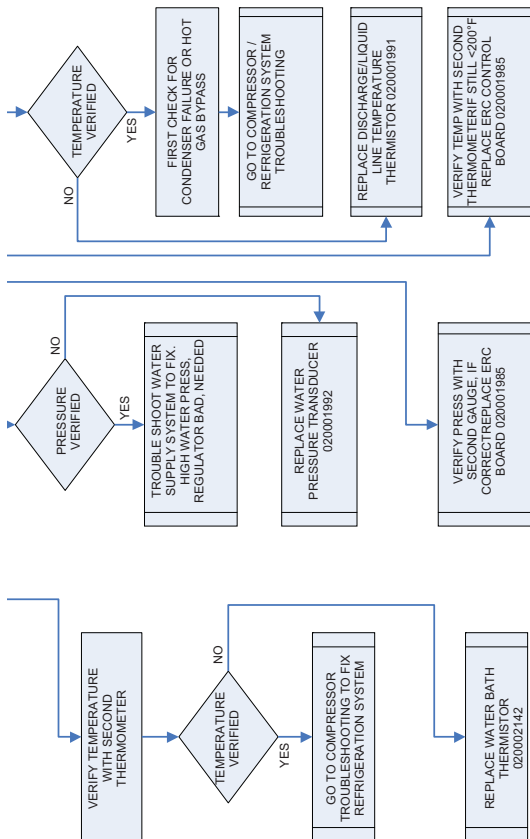 VERIFY TEMPERATURE
WITH SECOND
THERMOMETER
TEMPERATURE
VERIFIED
NO
YES
GO TO COMPRESSOR
TROUBLESHOOTING TO FIX
REFRIGERATION SYSTEM
REPLACE WATER BATH
THERMISTOR
020002142
PRESSURE
VERIFIED
NO
YES
TROUBLE SHOOT WATER
SUPPLY SYSTEM TO FIX.
HIGH WATER PRESS,
REGULATOR BAD, NEEDED
REPLACE WATER
PRESSURE TRANSDUCER
020001992
VERIFY PRESS WITH
SECOND GAUGE, IF
CORRECTREPLACE ERC
BOARD 020001985
TEMPERATURE
VERIFIED
NO
YES
FIRST CHECK FOR
CONDENSER FAILURE OR HOT
GAS BYPASS
GO TO COMPRESSOR /
REFRIGERATION SYSTEM
TROUBLESHOOTING
REPLACE DISCHARGE/LIQUID
LINE TEMPERATURE
THERMISTOR 020001991
VERIFY TEMP WITH SECOND
THERMOMETERIF STILL <200°F
REPLACE ERC CONTROL
BOARD 020001985